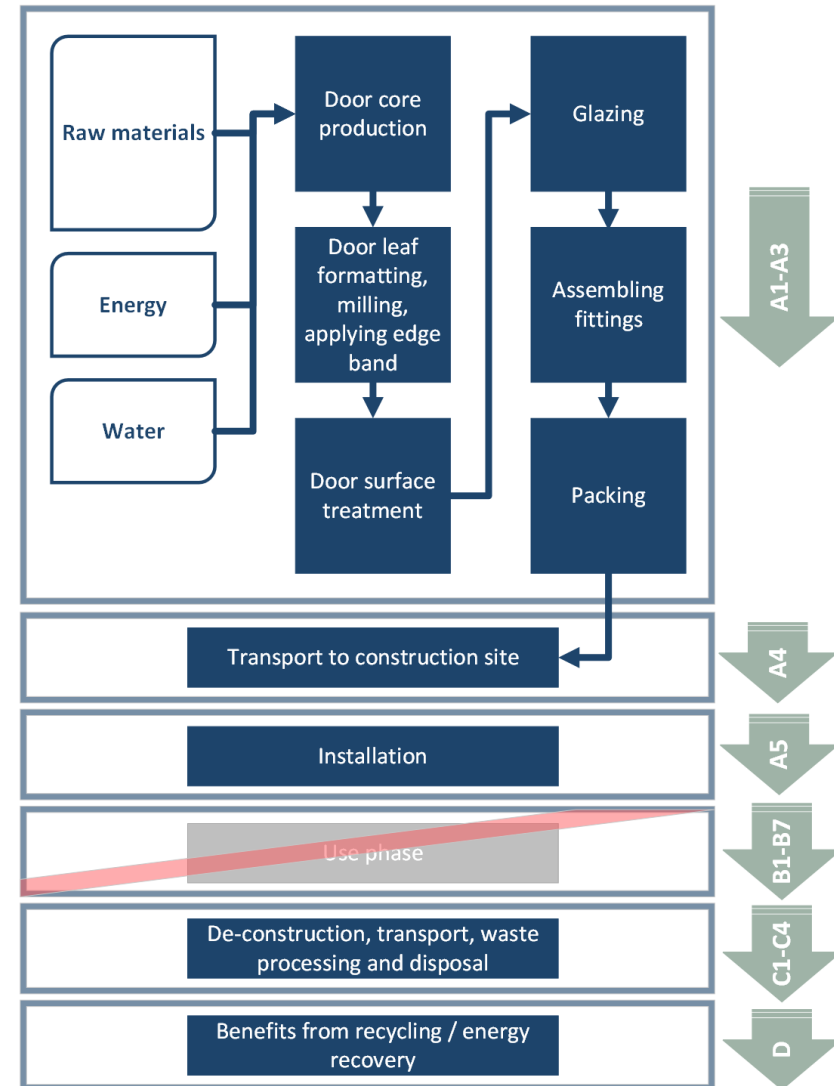 Raw materials
Energy
Water
Door core
production
Door leaf
formatting,
milling,
applying edge
band
Door surface
treatment
Glazing
Assembling
fittings
Packing
A1-A3
Transport to construction site
A4
Installation
A5
Use phase
B1-B7
De-construction, transport, waste
processing and disposal
C1-C4
Benefits from recycling / energy
recovery
D